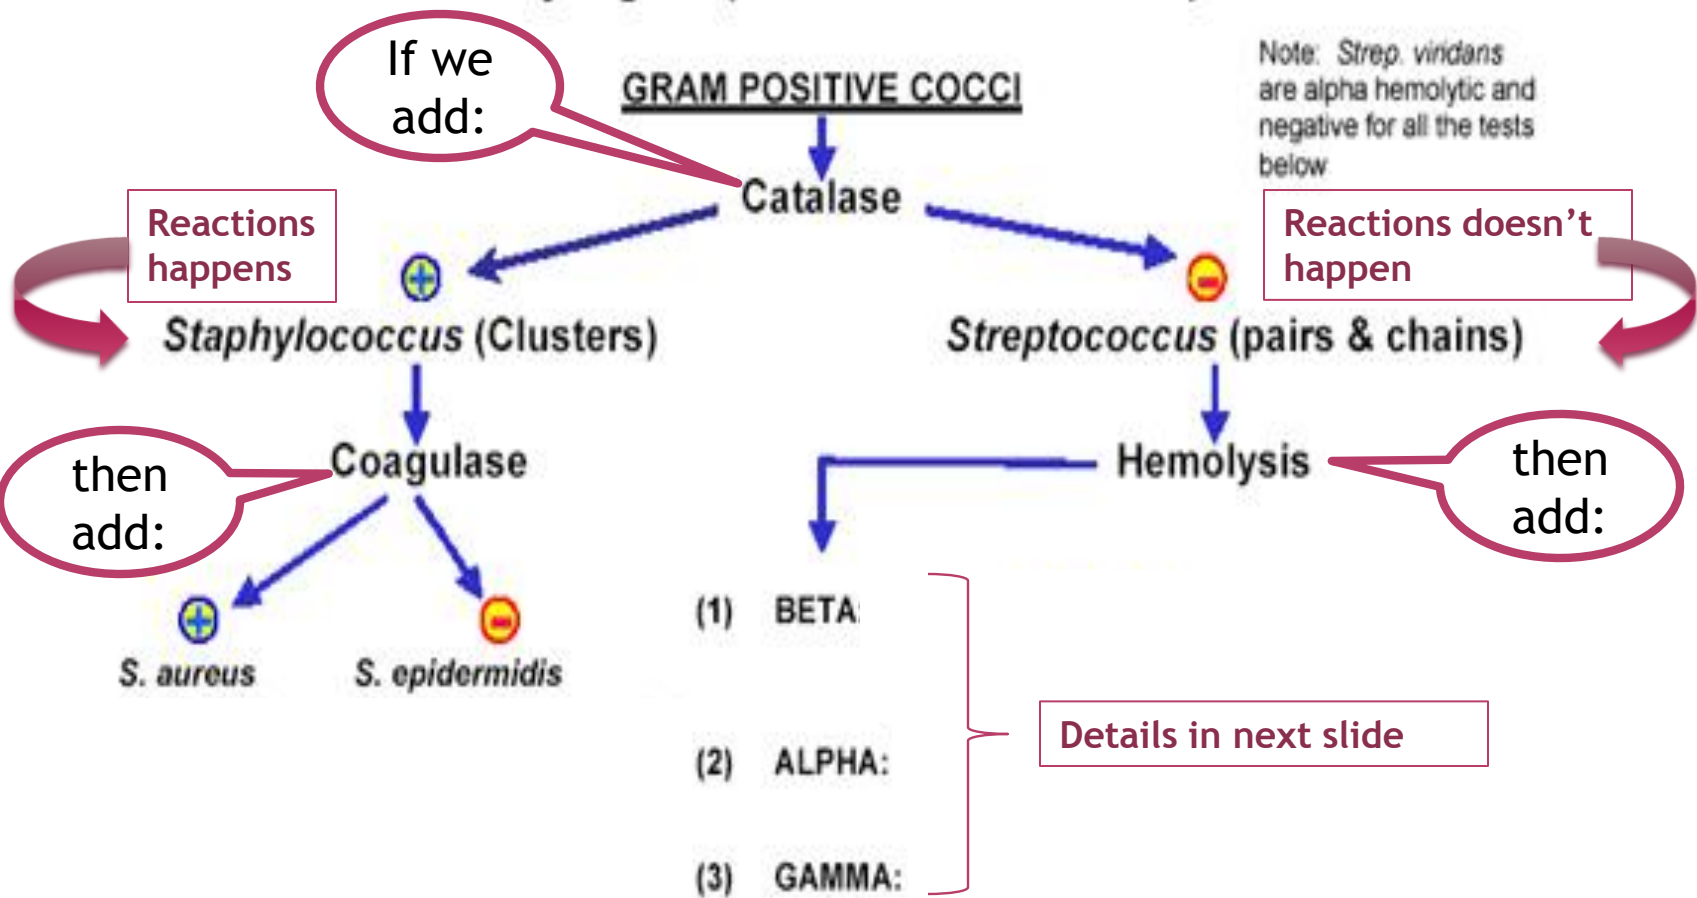 If we
add:
GRAM POSITIVE COCCI
Note: Strep. viridans
are alpha hemolytic and
negative for all the tests
below
Catalase
Reactions
happens
Reactions doesn't
happen
+
-
Staphylococcus (Clusters)
Streptococcus (pairs & chains)
then
add:
Coagulase
Hemolysis
then
add:
+
-
S. aureus
S. epidermidis
(1) BETA:
(2) ALPHA:
(3) GAMMA:
Details in next slide